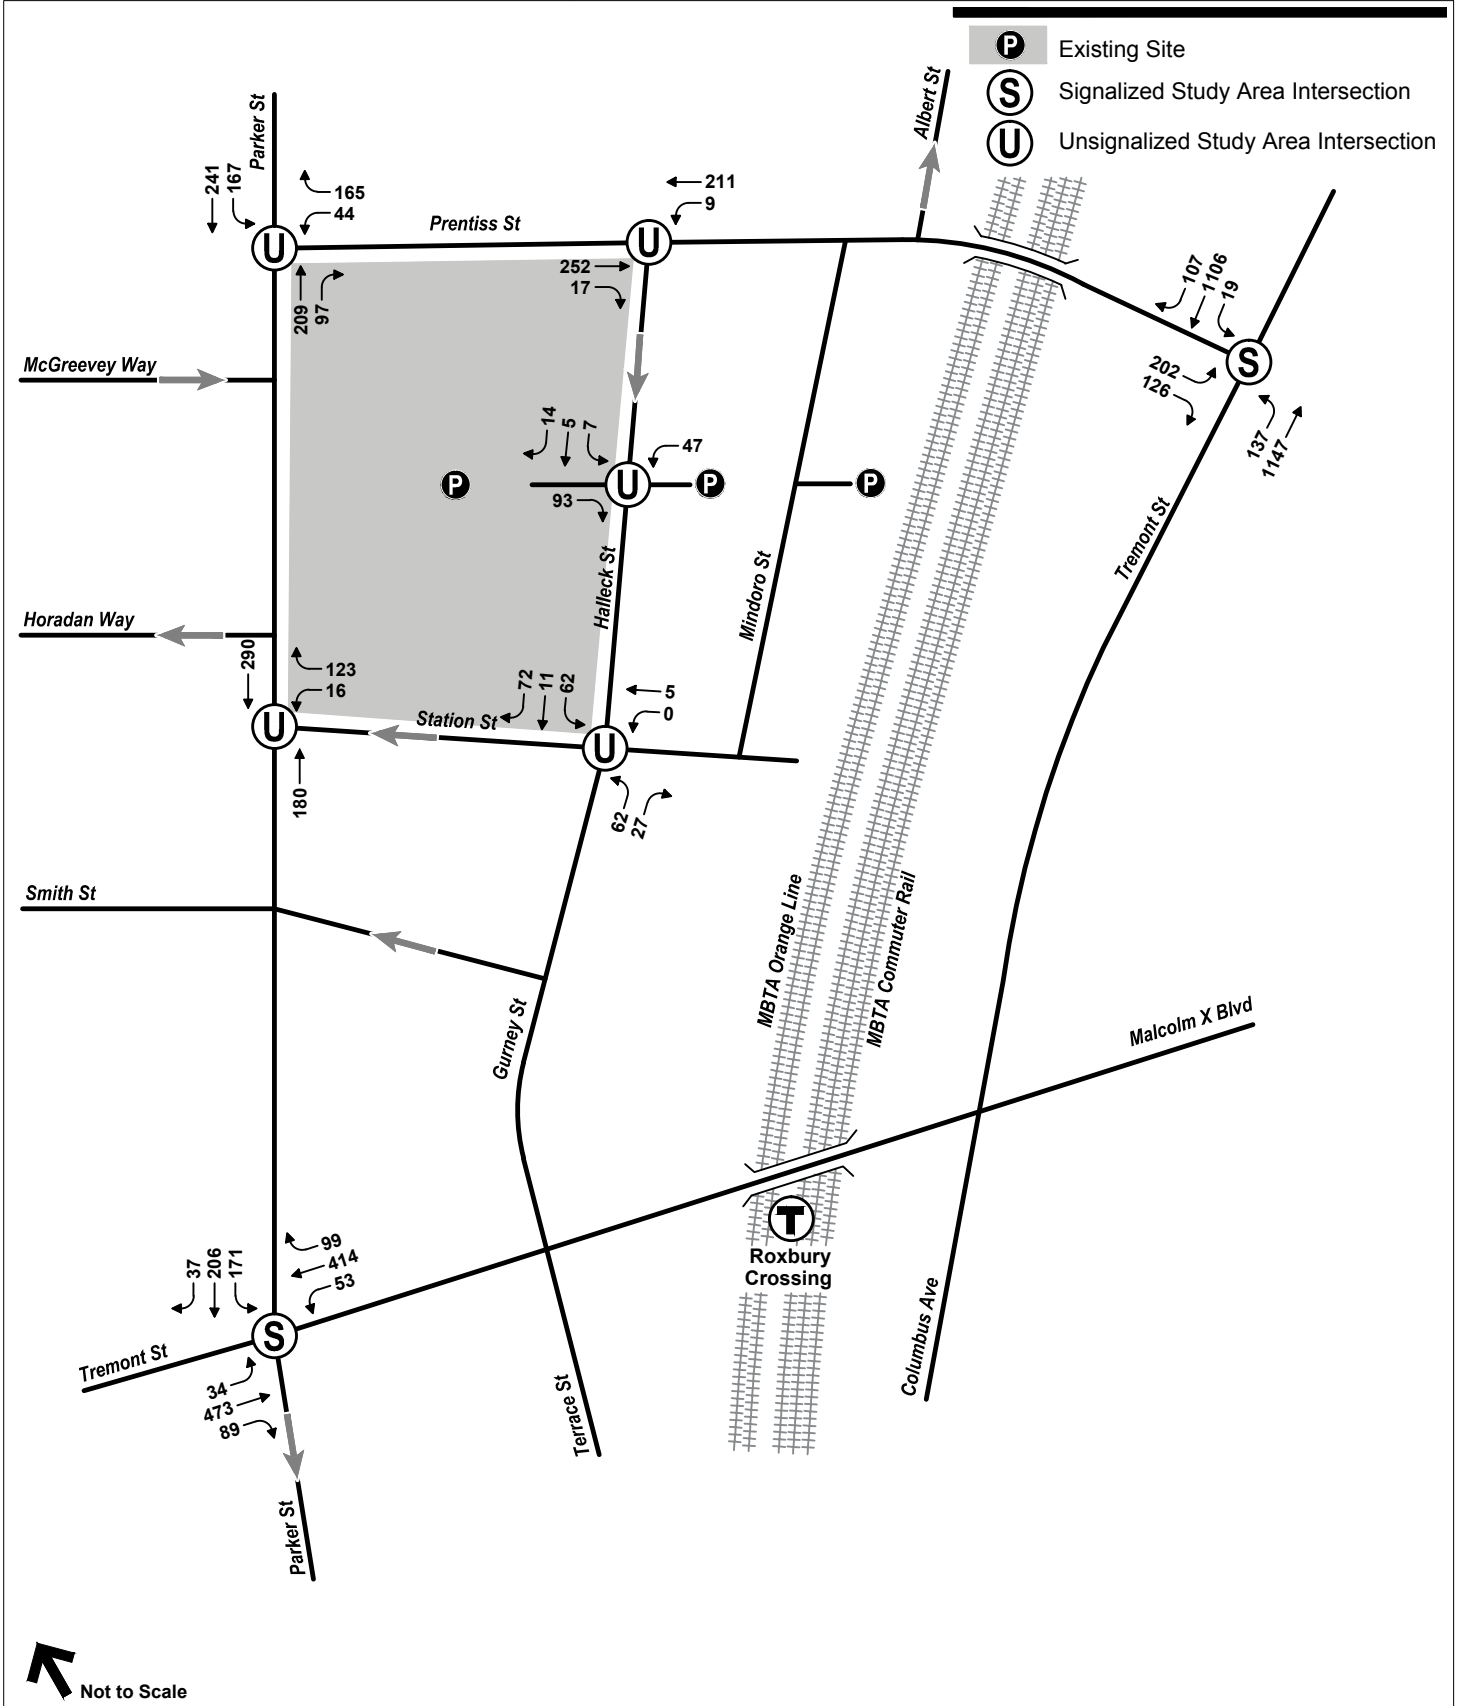 P Existing Site
S Signalized Study Area Intersection
U Unsignalized Study Area Intersection
Albert St
Parker St
241
167
165
44
Prentiss St
211
9
U
U
252
17
209
97
107
1106
19
S
202
126
137
1147
McGreevey Way
14
5
7
47
P
U
P
P
93
Halleck St
Mindoro St
Tremont St
Horadan Way
290
123
16
72
11
62
5
0
U
Station St
U
180
62
27
Smith St
MBTA Orange Line
MBTA Commuter Rail
Gurney St
Malcolm X Blvd
T
Roxbury
Crossing
37
206
171
99
414
53
S
Tremont St
34
473
89
Columbus Ave
Terrace St
Parker St
Not to Scale